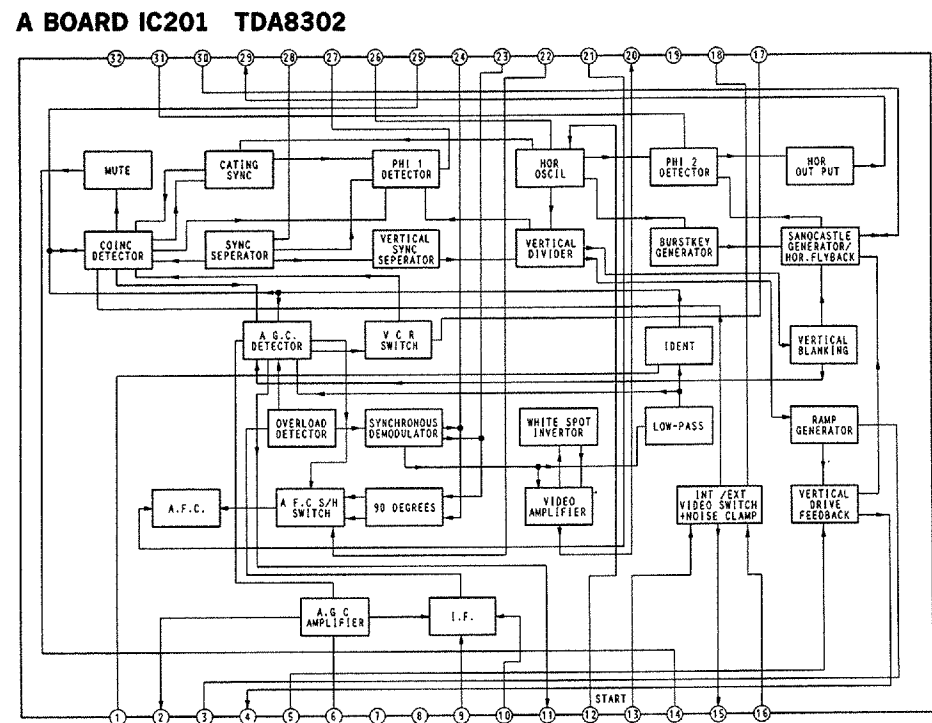 A BOARD IC201 TDA8302
32 31 30 29 28 27 26 25 24 23 22 21 20 19 18 17
MUTE
CATING
SYNC
PHI 1
DETECTOR
HOR
OSCIL
PHI 2
DETECTOR
HOR
OUT PUT
COINC
DETECTOR
SYNC
SEPERATOR
VERTICAL
SYNC
SEPERATOR
VERTICAL
DIVIDER
BURSTKEY
GENERATOR
SANOCASTLE
GENERATOR/
HOR.FLYBACK
A G.C.
DETECTOR
V C R
SWITCH
IDENT
VERTICAL
BLANKING
OVERLOAD
DETECTOR
SYNCHRONOUS
DEMODULATOR
WHITE SPOT
INVERTOR
LOW-PASS
RAMP
GENERATOR
A.F.C.
A F.C S/H
SWITCH
90 DEGREES
VIDEO
AMPLIFIER
INT /EXT
VIDEO SWITCH
+NOISE CLAMP
VERTICAL
DRIVE
FEEDBACK
A.G C
AMPLIFIER
I.F.
START
1 2 3 4 5 6 7 8 9 10 11 12 13 14 15 16